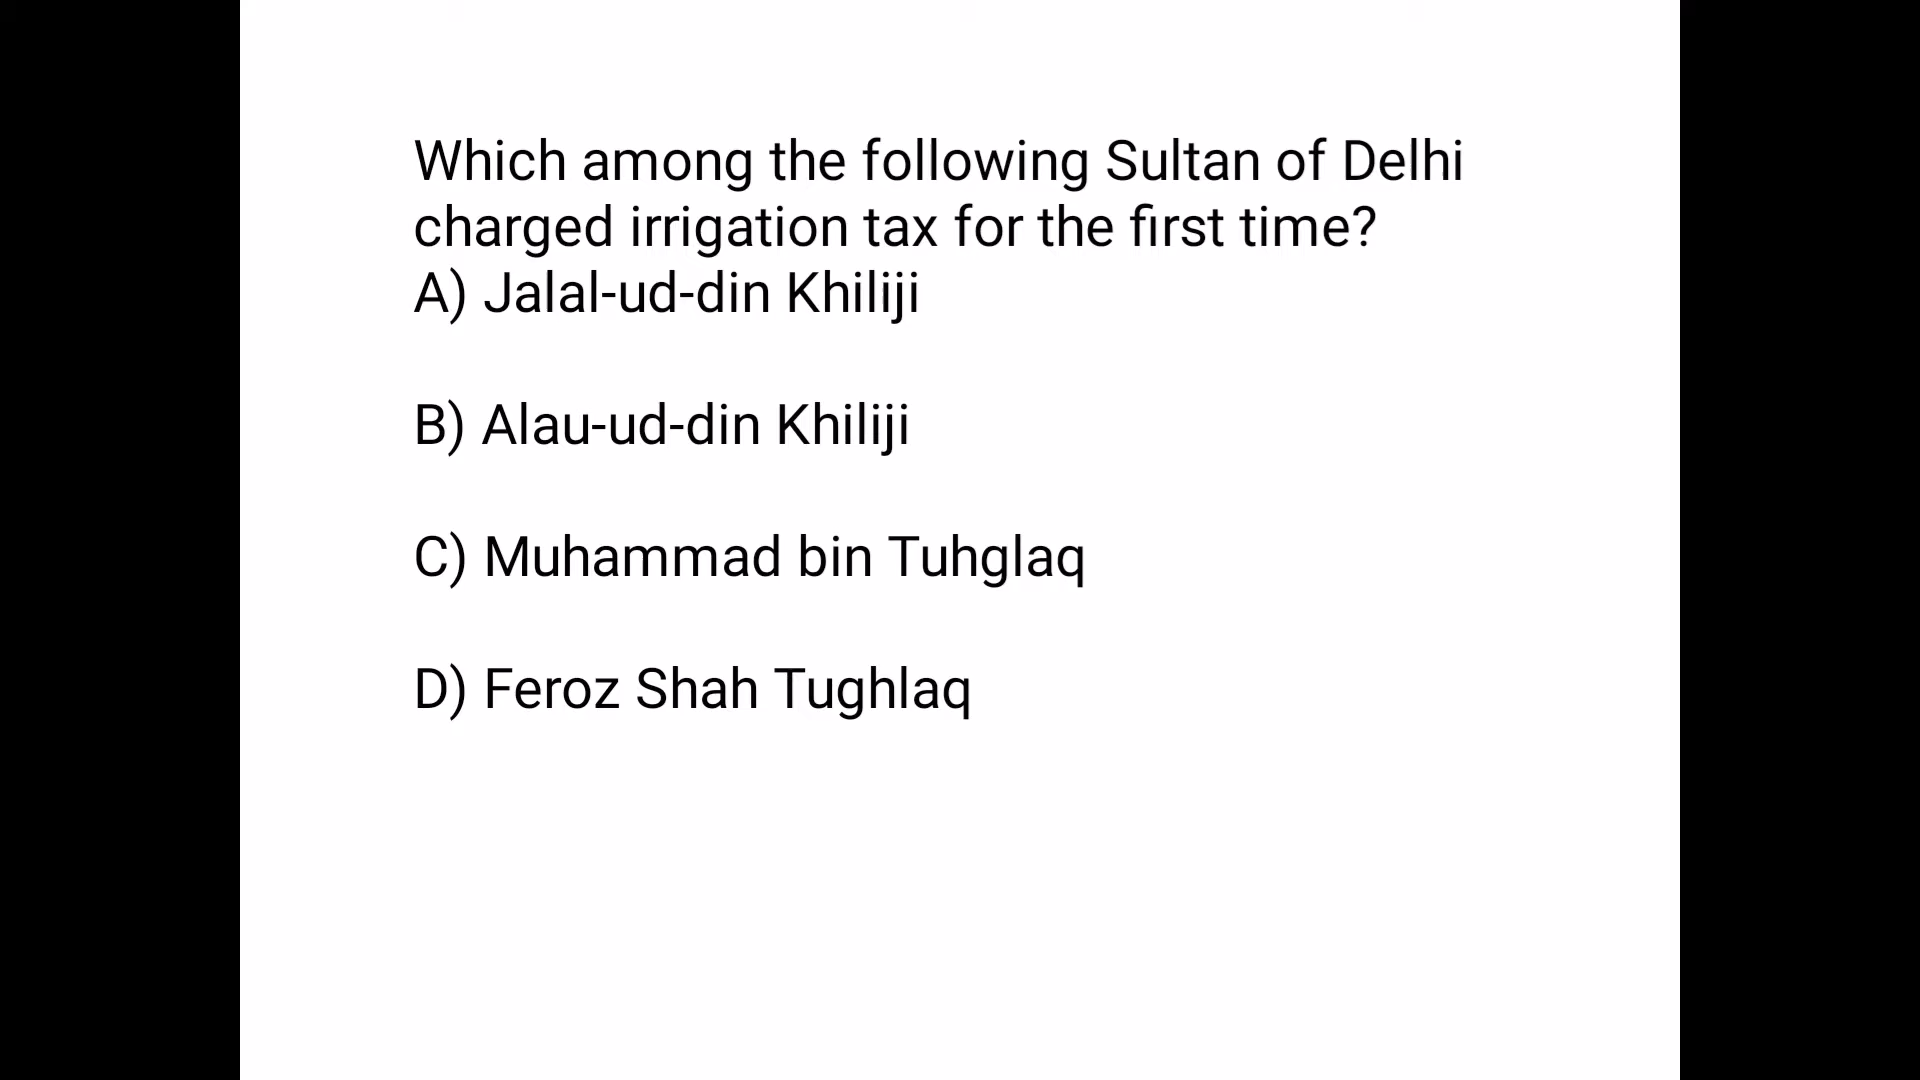 Which among the following Sultan of Delhi
charged irrigation tax for the first time?
A) Jalal-ud-din Khiliji
B) Alau-ud-din Khiliji
C) Muhammad bin Tuhglaq
D) Feroz Shah Tughlaq